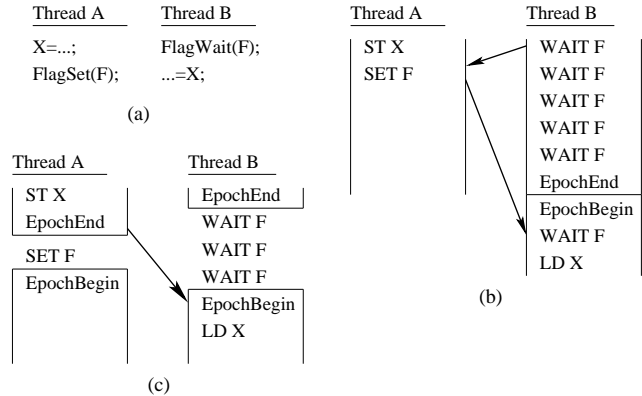 Thread A
X=...;
FlagSet(F);
Thread B
FlagWait(F);
...=X;
(a)
Thread A
ST X
SET F
Thread B
WAIT F
WAIT F
WAIT F
WAIT F
WAIT F
EpochEnd
EpochBegin
WAIT F
LD X
(b)
Thread A
ST X
EpochEnd
SET F
EpochBegin
Thread B
EpochEnd
WAIT F
WAIT F
WAIT F
EpochBegin
LD X
(c)